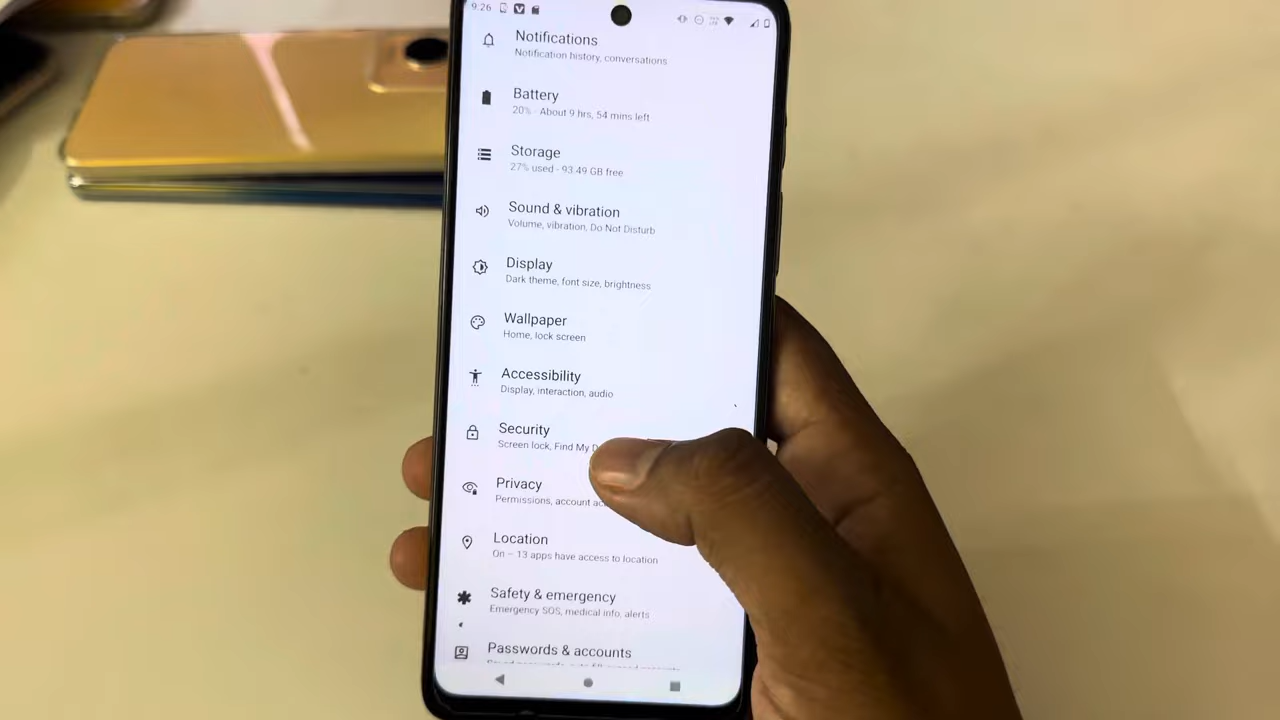 9:26
Notifications
Notification history, conversations
Battery
20% - About 9 hrs, 54 mins left
Storage
27% used - 93.49 GB free
Sound & vibration
Volume, vibration, Do Not Disturb
Display
Dark theme, font size, brightness
Wallpaper
Home, lock screen
Accessibility
Display, interaction, audio
Security
Screen lock, Find My D
Privacy
Permissions, account ac
Location
On – 13 apps have access to location
Safety & emergency
Emergency SOS, medical info, alerts
Passwords & accounts